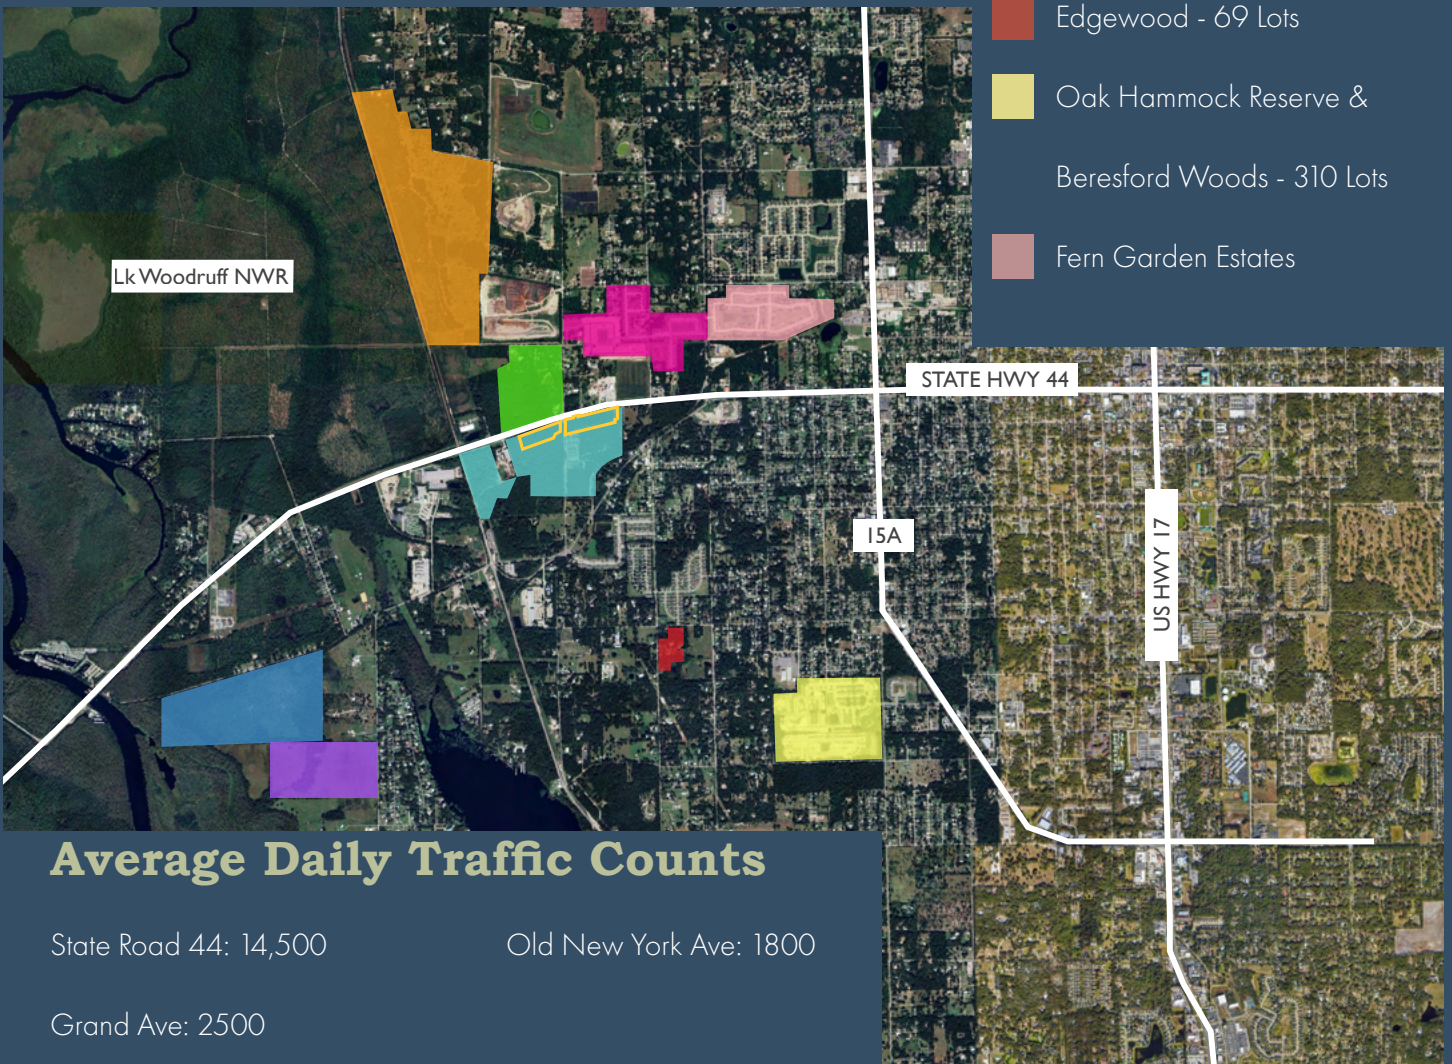 Edgewood - 69 Lots
Oak Hammock Reserve &
Beresford Woods - 310 Lots
Fern Garden Estates
Lk Woodruff NWR
STATE HWY 44
15A
US HWY 17
Average Daily Traffic Counts
State Road 44: 14,500
Old New York Ave: 1800
Grand Ave: 2500